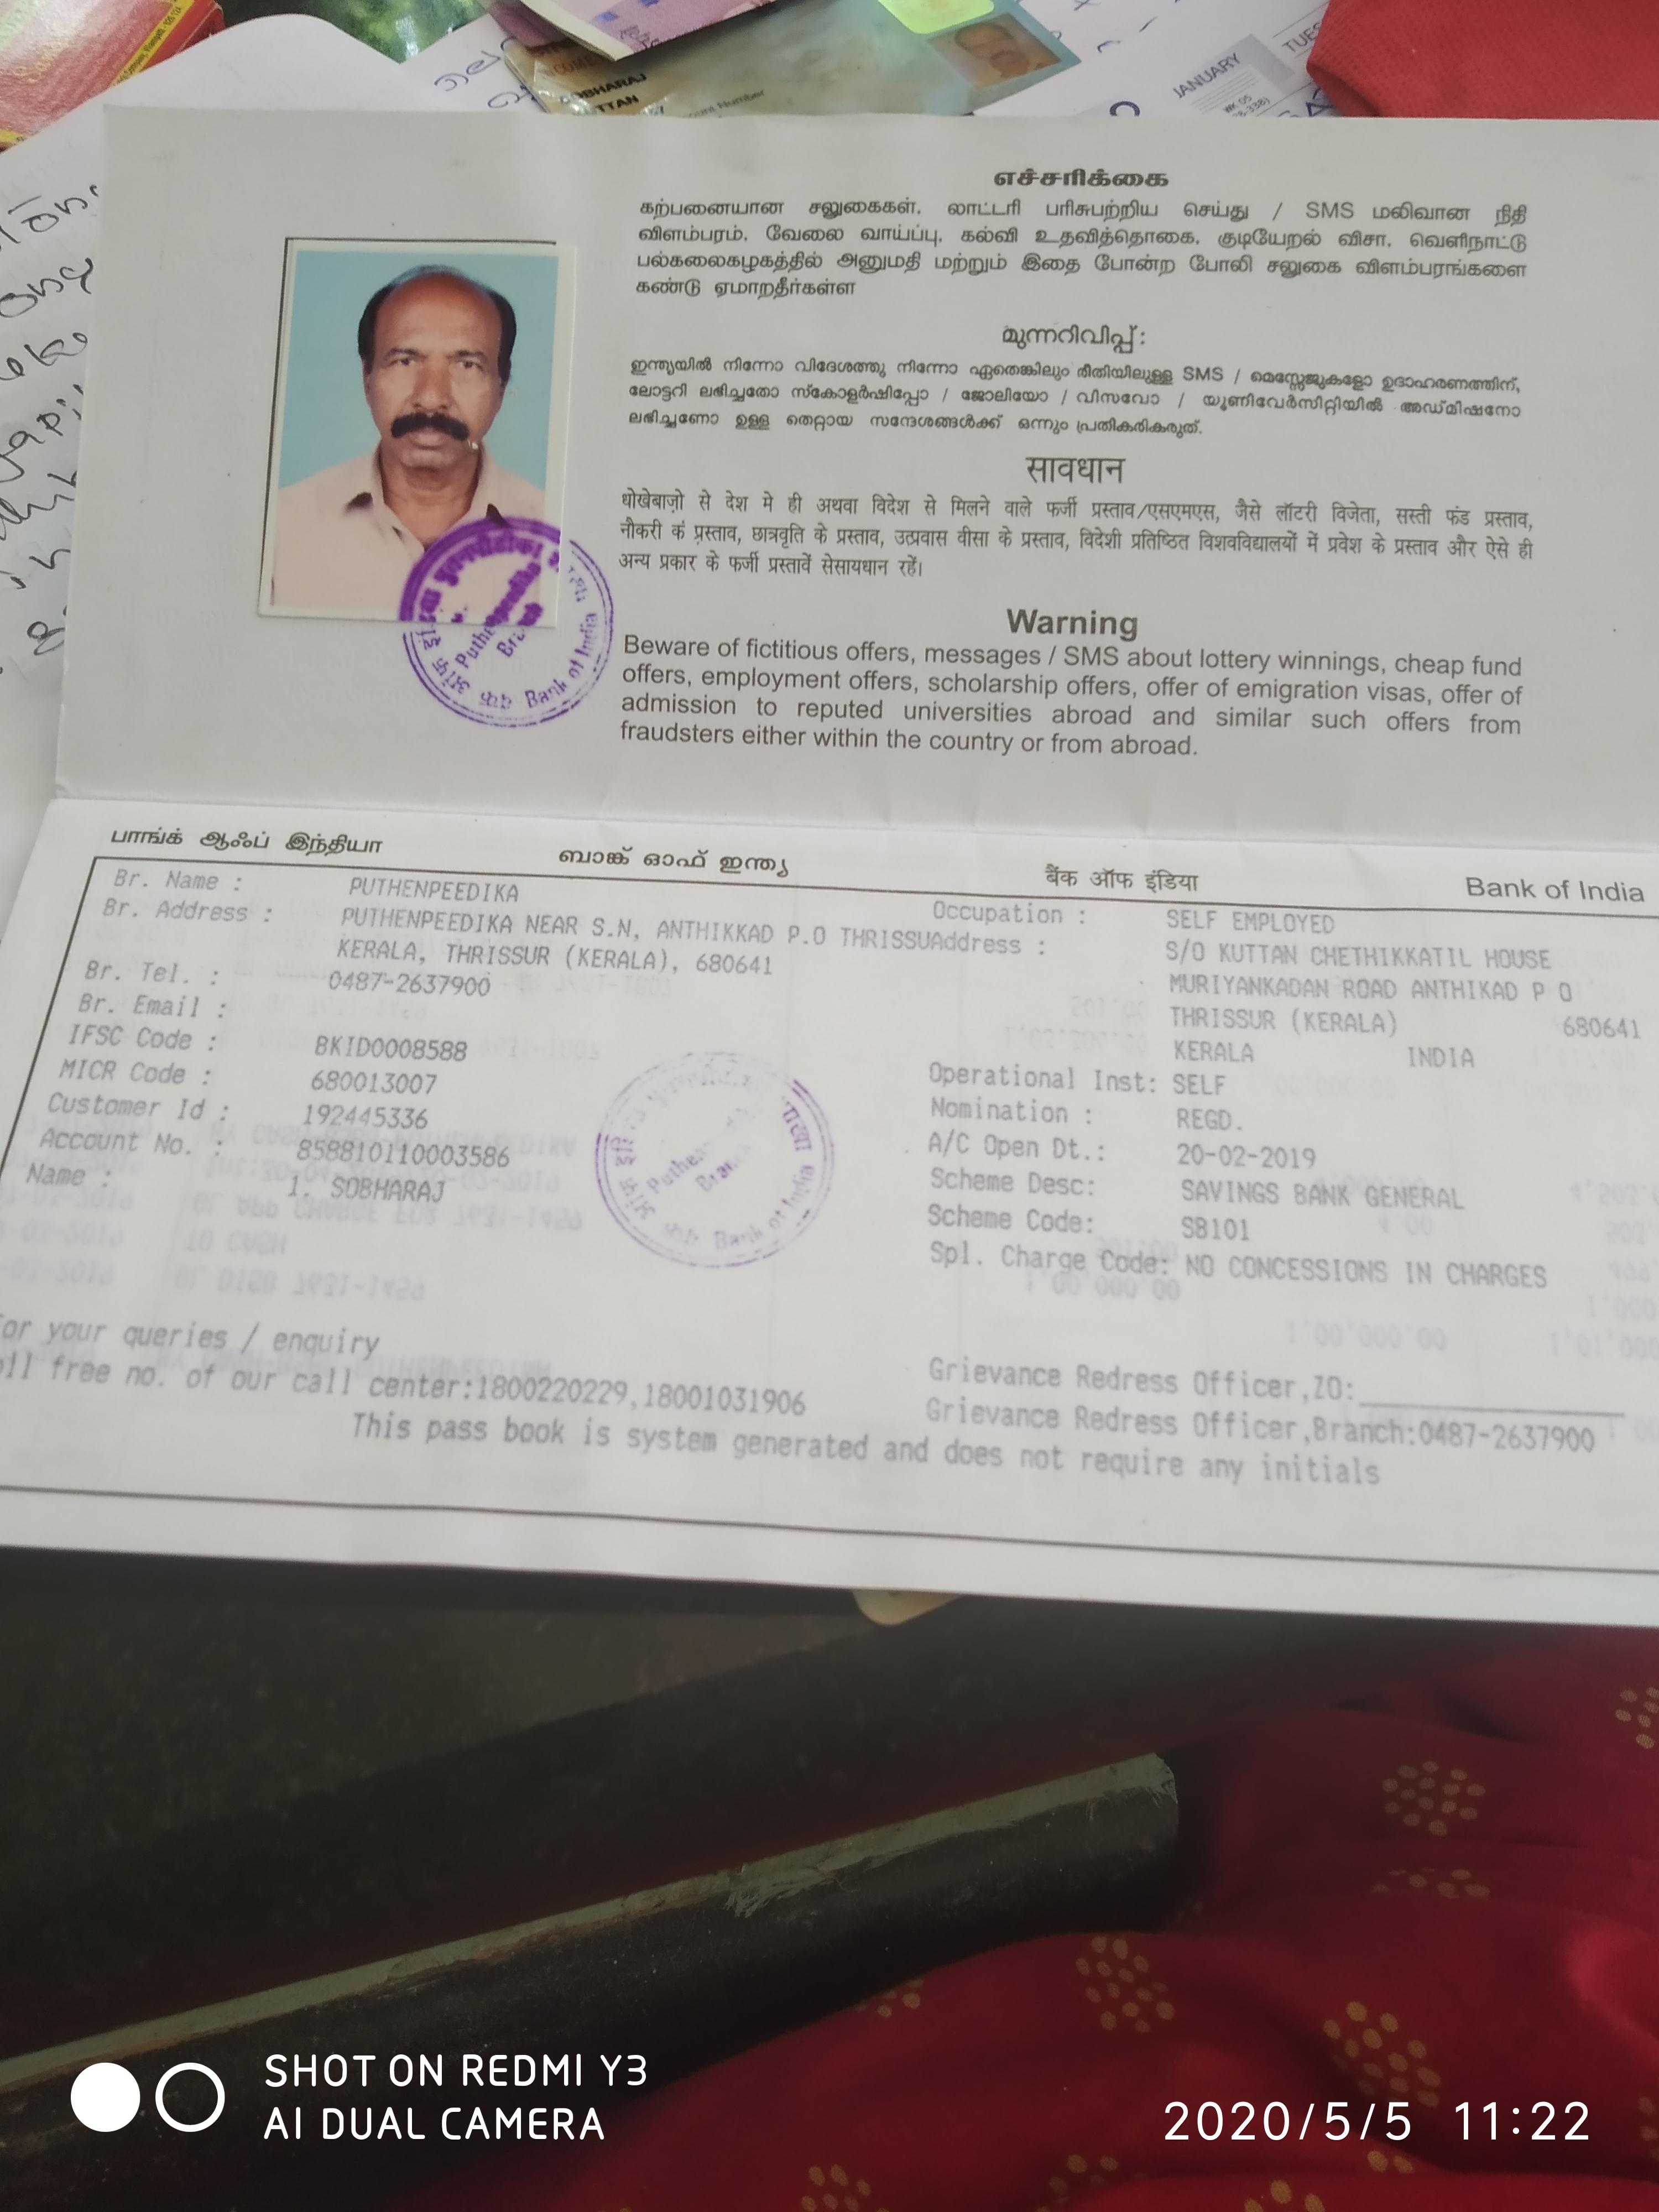 JANUARY
TUES
OBHARAJ
TTAN
எச்சரிக்கை
கற்பனையான சலுகைகள். லாட்டரி பரிசுபற்றிய செய்து / SMS மலிவான நிதி
விளம்பரம். வேலை வாய்ப்பு. கல்வி உதவித்தொகை. குடியேறல் விசா. வெளிநாட்டு
பல்கலைகழகத்தில் அனுமதி மற்றும் இதை போன்ற போலி சலுகை விளம்பரங்களை
கண்டு ஏமாறதீர்கள்ள
മുന്നറിവിപ്പ് :
ഇന്ത്യയിൽ നിന്നോ വിദേശത്തു നിന്നോ ഏതെങ്കിലും രീതിയിലുള്ള SMS / മെസ്സേജുകളോ ഉദാഹരണത്തിന്,
ലോട്ടറി ലഭിച്ചതോ സ്കോളർഷിപ്പോ / ജോലിയോ / വിസവോ / യൂണിവേർസിറ്റിയിൽ അഡ്മിഷനോ
ലഭിച്ചണോ ഉള്ള തെറ്റായ സന്ദേശങ്ങൾക്ക് ഒന്നും പ്രതികരികരുത്.
सावधान
धोखेबाज़ो से देश मे ही अथवा विदेश से मिलने वाले फर्जी प्रस्ताव/एसएमएस, जैसे लॉटरी विजेता, सस्ती फंड प्रस्ताव,
नौकरी कं प्रस्ताव, छात्रवृति के प्रस्ताव, उत्प्रवास वीसा के प्रस्ताव, विदेशी प्रतिष्ठित विशवविद्यालयों में प्रवेश के प्रस्ताव और ऐसे ही
अन्य प्रकार के फर्जी प्रस्तावें सेसायधान रहें।
Warning
Beware of fictitious offers, messages / SMS about lottery winnings, cheap fund
offers, employment offers, scholarship offers, offer of emigration visas, offer of
admission to reputed universities abroad and similar such offers from
fraudsters either within the country or from abroad.
Puthenpeedika
Branch
Bank of India
பாங்க் ஆஃப் இந்தியா ബാങ്ക് ഓഫ് ഇന്ത്യ बैंक ऑफ इंडिया Bank of India
Br. Name : PUTHENPEEDIKA
Br. Address : PUTHENPEEDIKA NEAR S.N, ANTHIKKAD P.O THRISSU
KERALA, THRISSUR (KERALA), 680641
Br. Tel. : 0487-2637900
Br. Email :
IFSC Code : BKID0008588
MICR Code : 680013007
Customer Id : 192445336
Account No. : 858810110003586
Name : 1. SOBHARAJ
Occupation : SELF EMPLOYED
Address : S/O KUTTAN CHETHIKKATIL HOUSE
MURIYANKADAN ROAD ANTHIKAD P O
THRISSUR (KERALA) 680641
KERALA INDIA
Operational Inst: SELF
Nomination : REGD.
A/C Open Dt.: 20-02-2019
Scheme Desc: SAVINGS BANK GENERAL
Scheme Code: SB101
Spl. Charge Code: NO CONCESSIONS IN CHARGES
Bank of India
or your queries / enquiry
oll free no. of our call center:1800220229,18001031906
Grievance Redress Officer,ZO:
Grievance Redress Officer,Branch:0487-2637900
This pass book is system generated and does not require any initials
SHOT ON REDMI Y3
AI DUAL CAMERA
2020/5/5 11:22